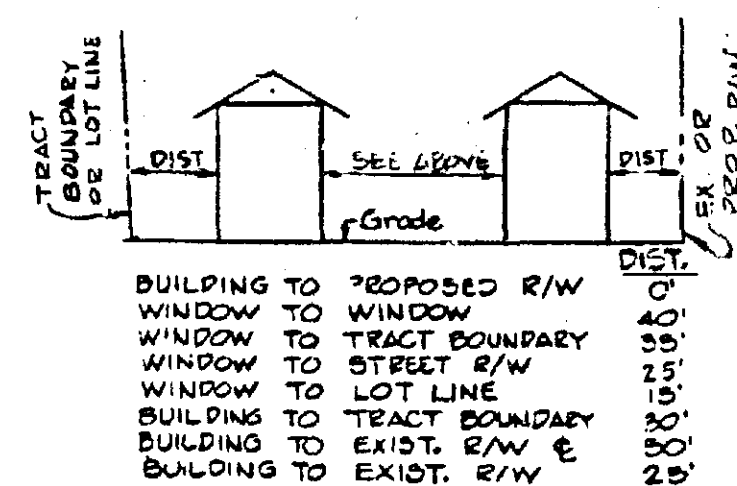 TRACT
BOUNDARY
OR LOT LINE
DIST
SEE ABOVE
DIST
EX. OR
PROP. R/W
Grade
DIST.
BUILDING TO PROPOSED R/W 0'
WINDOW TO WINDOW 40'
WINDOW TO TRACT BOUNDARY 35'
WINDOW TO STREET R/W 25'
WINDOW TO LOT LINE 15'
BUILDING TO TRACT BOUNDARY 30'
BUILDING TO EXIST. R/W ℄ 50'
BUILDING TO EXIST. R/W 25'